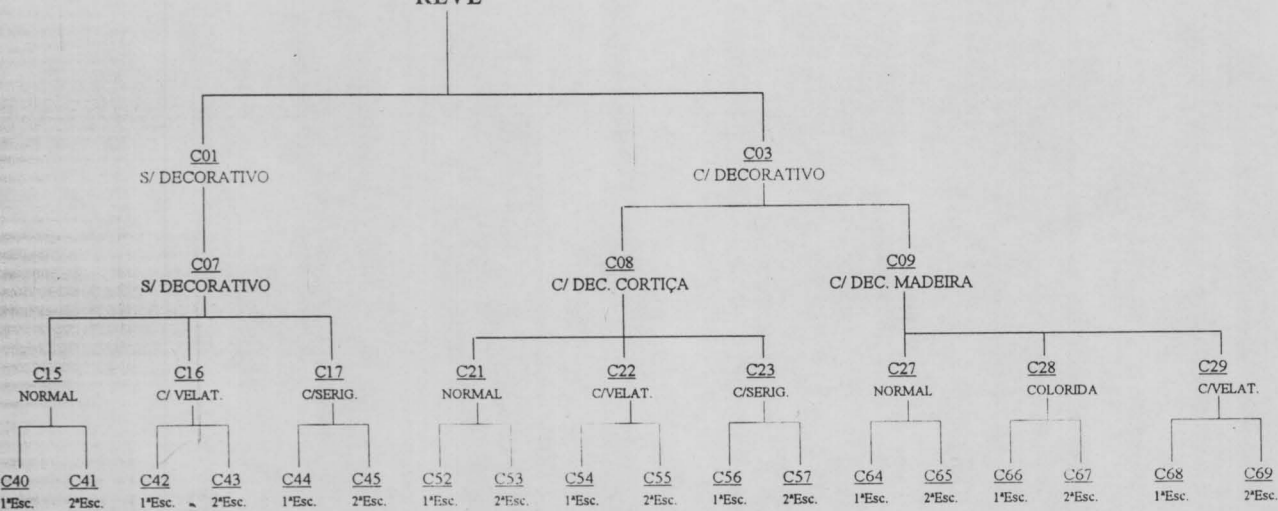 C01 C03
S/ DECORATIVO C/ DECORATIVO
C07 C08 C09
S/ DECORATIVO C/ DEC. CORTIÇA C/ DEC. MADEIRA
C15 C16 C17 C21 C22 C23 C27 C28 C29
NORMAL C/ VELAT. C/SERIG. NORMAL C/VELAT. C/SERIG. NORMAL COLORIDA C/VELAT.
C40 C41 C42 C43 C44 C45 C52 C53 C54 C55 C56 C57 C64 C65 C66 C67 C68 C69
1ªEsc. 2ªEsc. 1ªEsc. 2ªEsc. 1ªEsc. 2ªEsc. 1ªEsc. 2ªEsc. 1ªEsc. 2ªEsc. 1ªEsc. 2ªEsc. 1ªEsc. 2ªEsc. 1ªEsc. 2ªEsc. 1ªEsc. 2ªEsc.